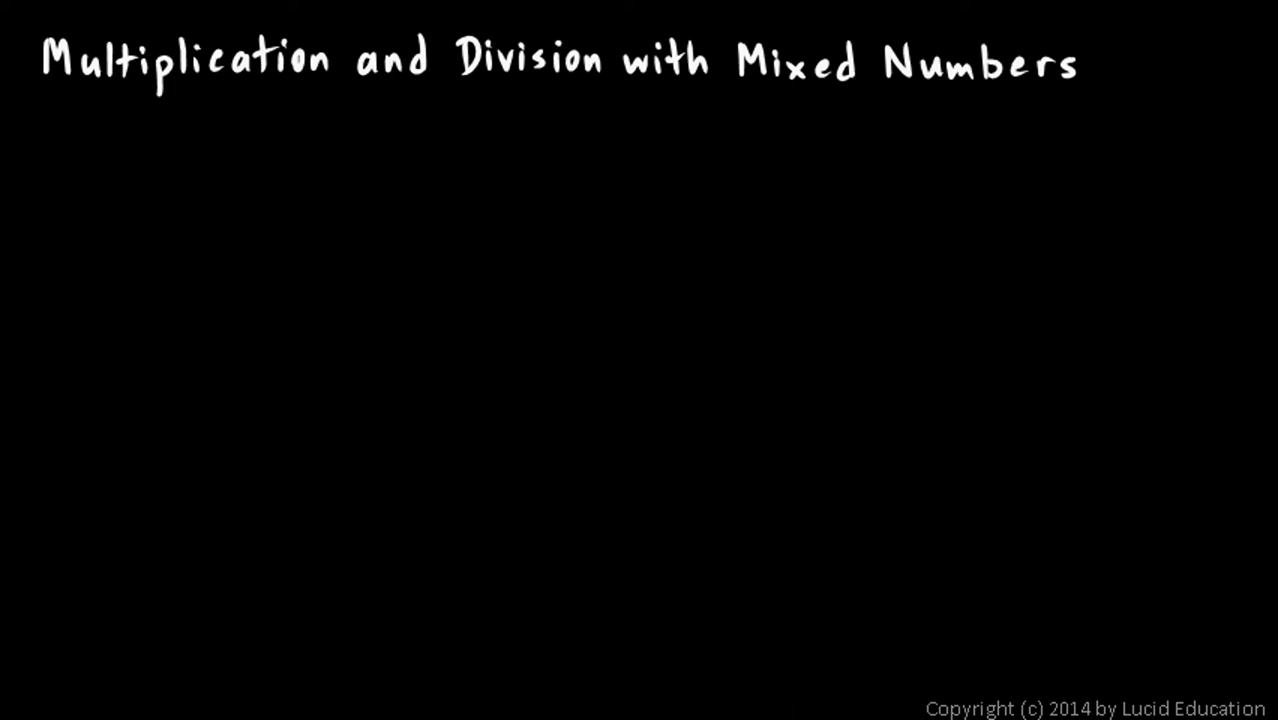 Multiplication and Division with Mixed Numbers
Copyright (c) 2014 by Lucid Education